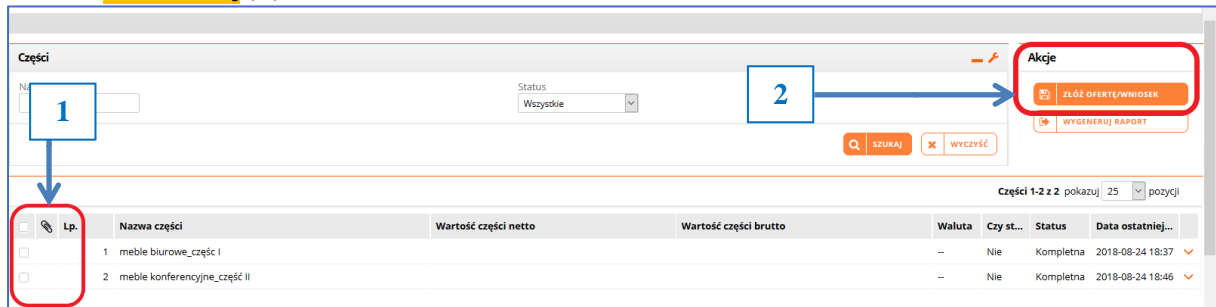 Części
Akcje
Status
Wszystkie
1
2
ZŁÓŻ OFERTĘ/WNIOSEK
WYGENERUJ RAPORT
SZUKAJ
WYCZYŚĆ
Części 1-2 z 2 pokazuj 25 pozycji
Lp. Nazwa części Wartość części netto Wartość części brutto Waluta Czy st... Status Data ostatniej...
1 meble biurowe_częśc I -- Nie Kompletna 2018-08-24 18:37
2 meble konferencyjne_część II -- Nie Kompletna 2018-08-24 18:46